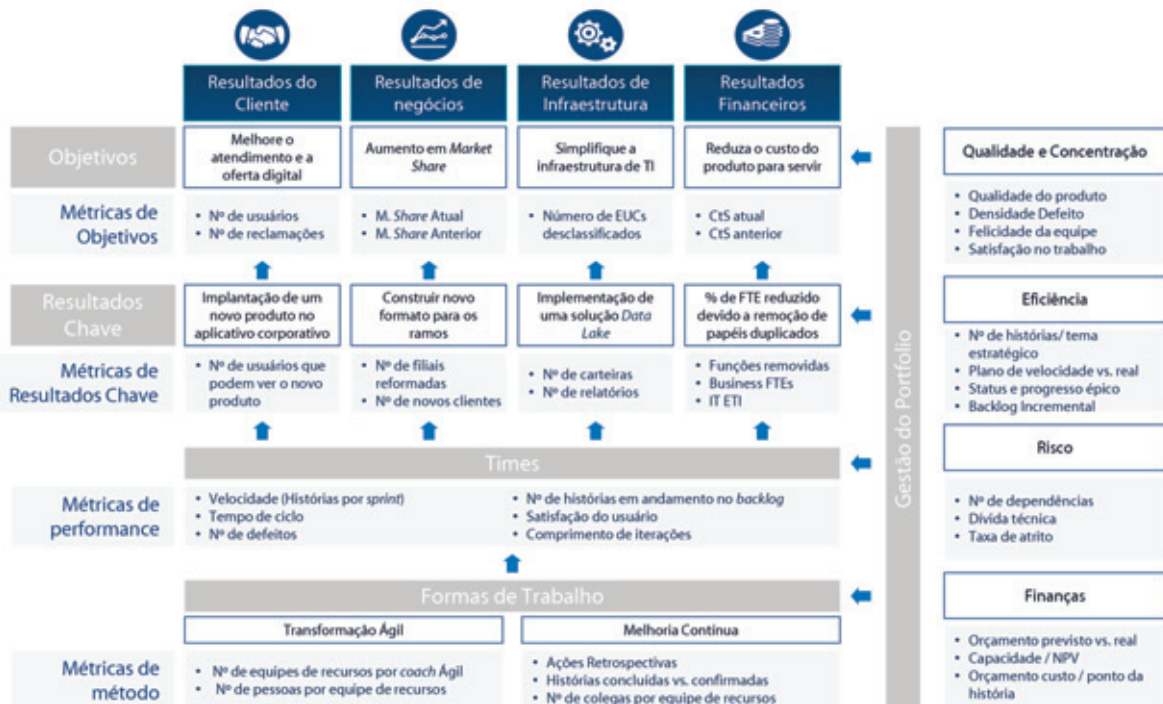 Resultados do
Cliente
Resultados de
negócios
Resultados de
Infraestrutura
Resultados
Financeiros
Objetivos
Melhore o
atendimento e a
oferta digital
Aumento em Market
Share
Simplifique a
infraestrutura de TI
Reduza o custo do
produto para servir
Métricas de
Objetivos
• Nº de usuários
• Nº de reclamações
• M. Share Atual
• M. Share Anterior
• Número de EUCs
desclassificados
• CtS atual
• CtS anterior
Resultados
Chave
Implantação de um
novo produto no
aplicativo corporativo
Construir novo
formato para os
ramos
Implementação de
uma solução Data
Lake
% de FTE reduzido
devido a remoção de
papéis duplicados
Métricas de
Resultados Chave
• Nº de usuários que
podem ver o novo
produto
• Nº de filiais
reformadas
• Nº de novos clientes
• Nº de carteiras
• Nº de relatórios
• Funções removidas
• Business FTEs
• IT ETI
Times
Métricas de
performance
• Velocidade (Histórias por sprint)
• Tempo de ciclo
• Nº de defeitos
• Nº de histórias em andamento no backlog
• Satisfação do usuário
• Comprimento de iterações
Formas de Trabalho
Transformação Ágil
Melhoria Contínua
Métricas de
método
• Nº de equipes de recursos por coach Ágil
• Nº de pessoas por equipe de recursos
• Ações Retrospectivas
• Histórias concluídas vs. confirmadas
• Nº de colegas por equipe de recursos
Gestão do Portfolio
Qualidade e Concentração
• Qualidade do produto
• Densidade Defeito
• Felicidade da equipe
• Satisfação no trabalho
Eficiência
• Nº de histórias/ tema
estratégico
• Plano de velocidade vs. real
• Status e progresso épico
• Backlog Incremental
Risco
• Nº de dependências
• Dívida técnica
• Taxa de atrito
Finanças
• Orçamento previsto vs. real
• Capacidade / NPV
• Orçamento custo / ponto da
história